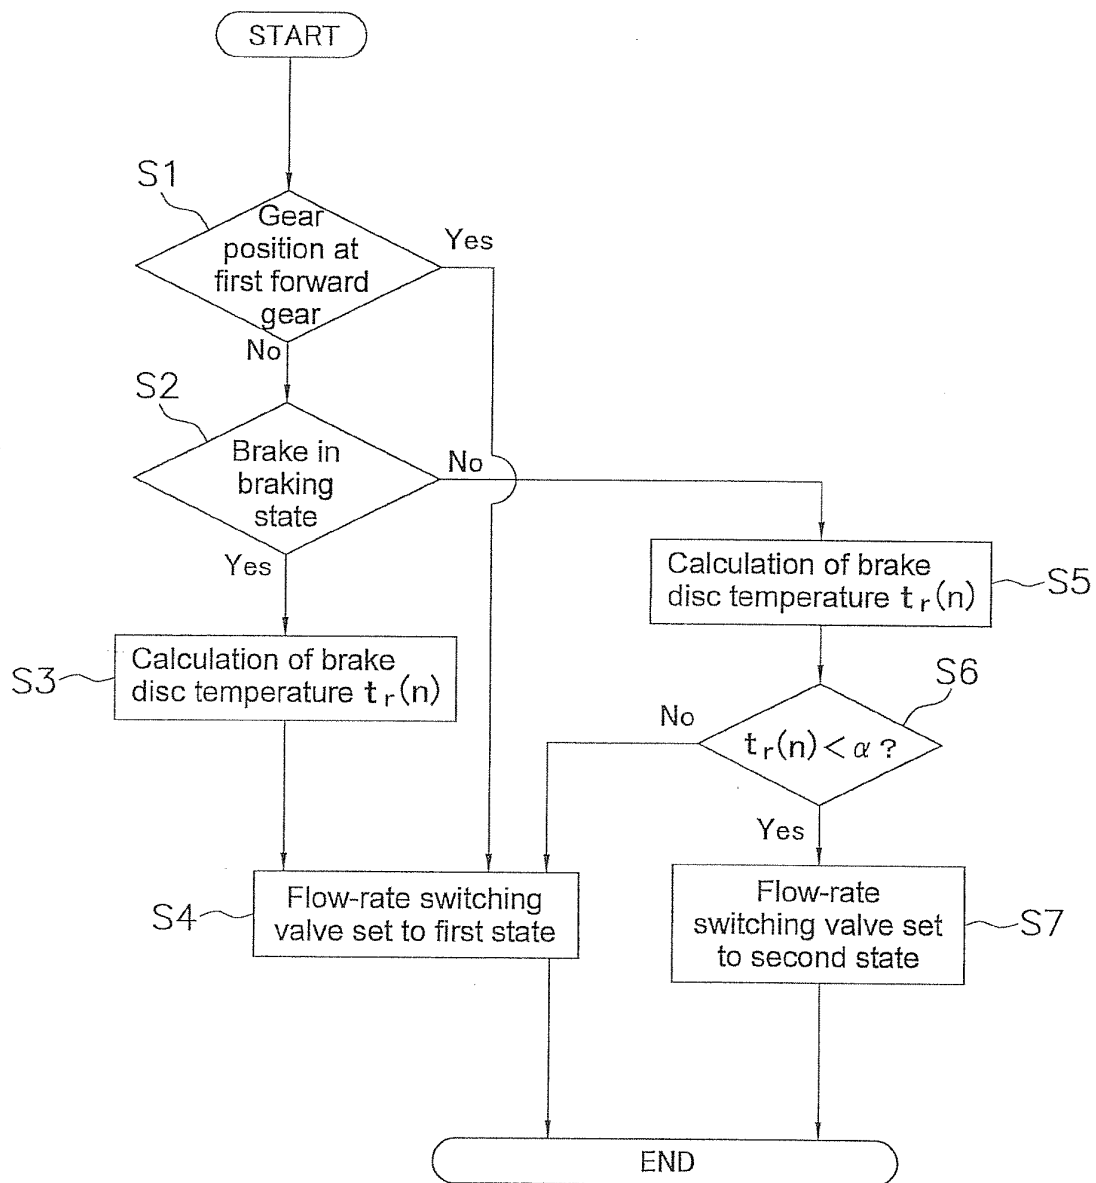 START
S1
Gear
position at
first forward
gear
Yes
No
S2
Brake in
braking
state
No
Yes
Calculation of brake
disc temperature tr(n)
S5
S3
Calculation of brake
disc temperature tr(n)
S6
No
tr(n) < α ?
Yes
S4
Flow-rate switching
valve set to first state
Flow-rate
switching valve set
to second state
S7
END